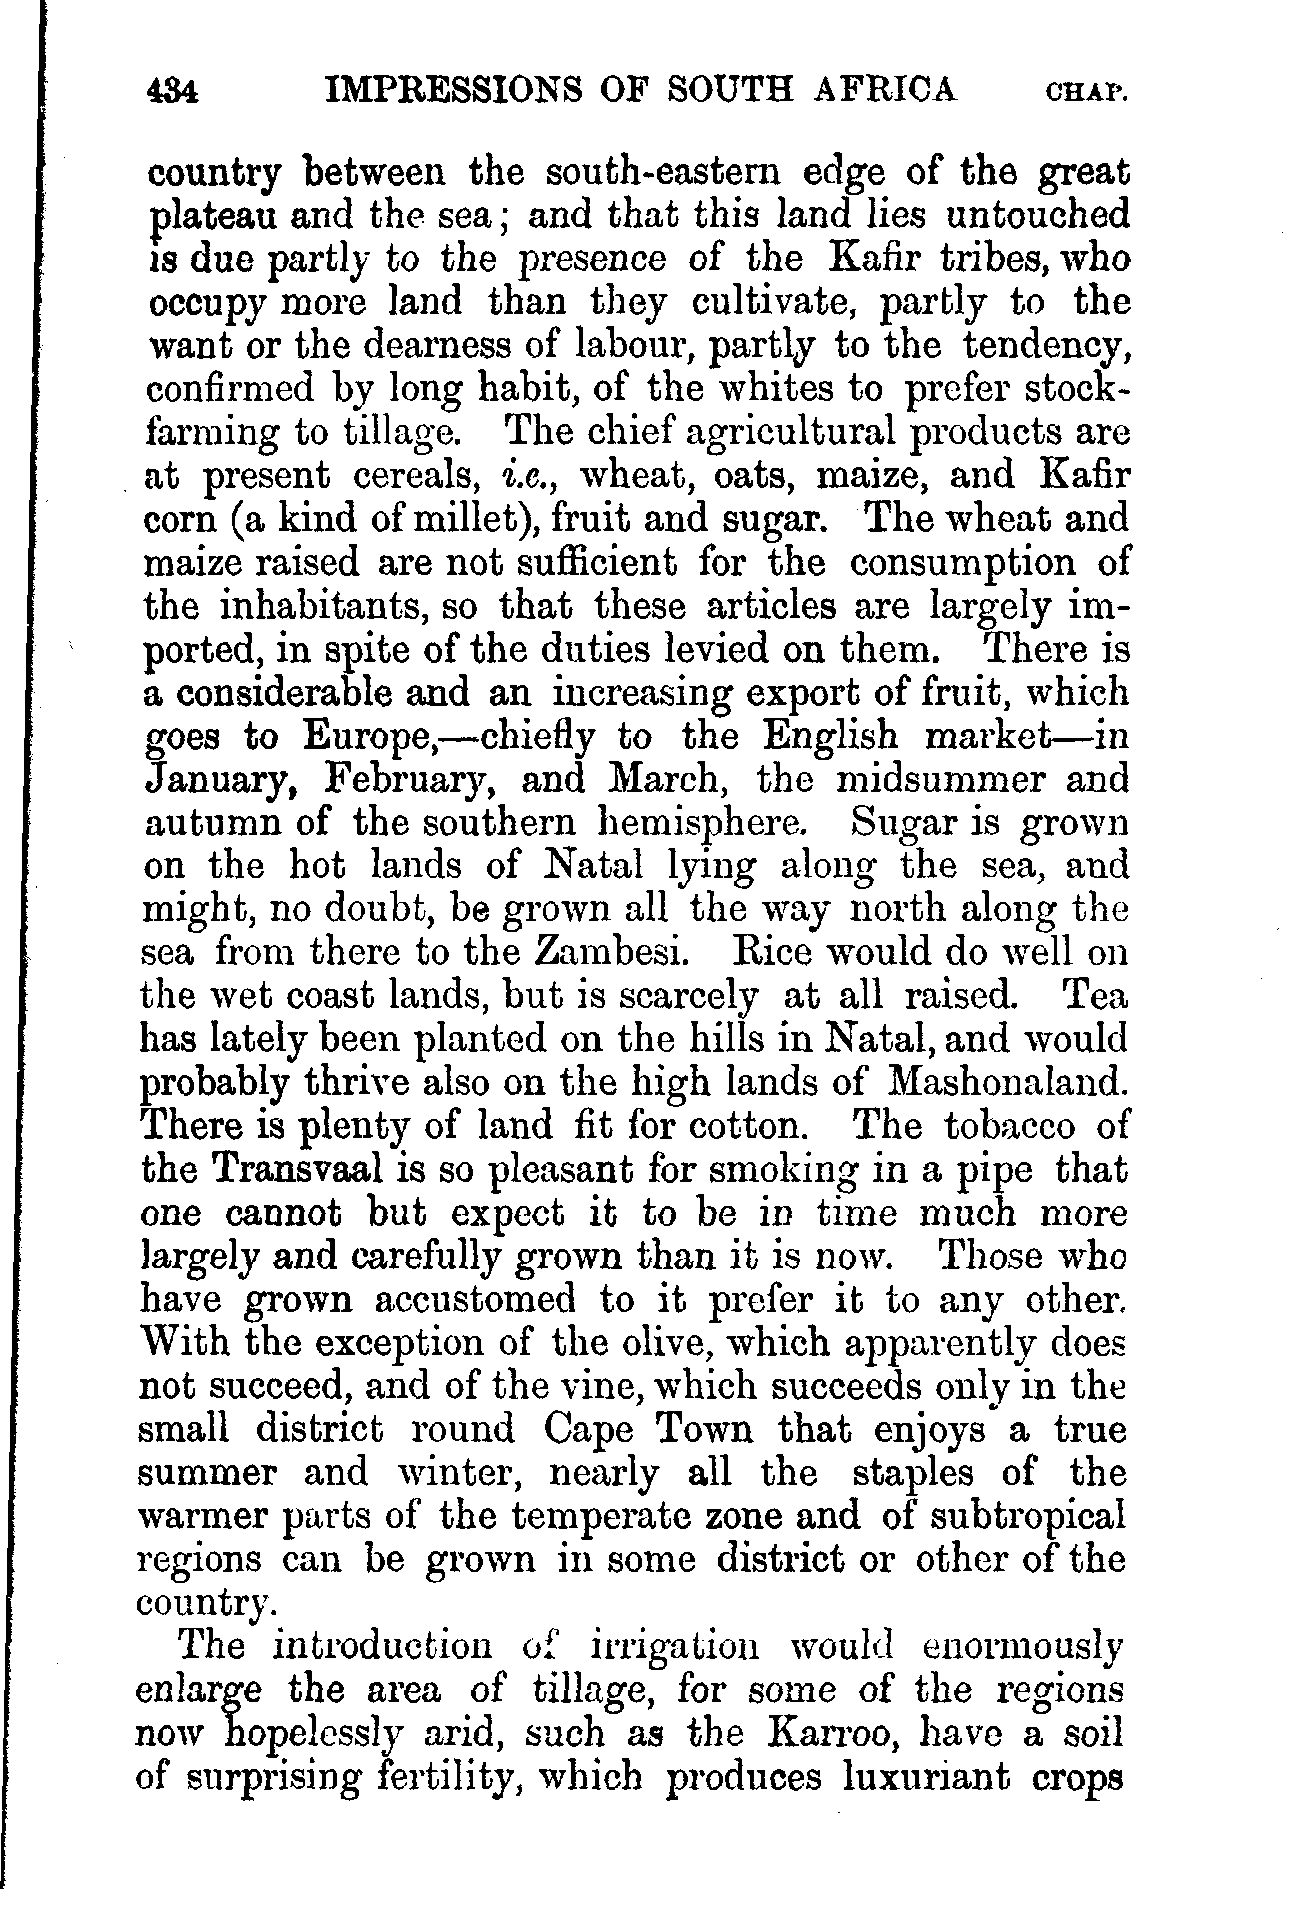 434 IMPRESSIONS OF SOUTH AFRICA CHAP.
country between the south-eastern edge of the great
plateau and the sea; and that this land lies untouched
is due partly to the presence of the Kafir tribes, who
occupy more land than they cultivate, partly to the
want or the dearness of labour, partly to the tendency,
confirmed by long habit, of the whites to prefer stock-
farming to tillage. The chief agricultural products are
at present cereals, i.e., wheat, oats, maize, and Kafir
corn (a kind of millet), fruit and sugar. The wheat and
maize raised are not sufficient for the consumption of
the inhabitants, so that these articles are largely im-
ported, in spite of the duties levied on them. There is
a considerable and an increasing export of fruit, which
goes to Europe,—chiefly to the English market—in
January, February, and March, the midsummer and
autumn of the southern hemisphere. Sugar is grown
on the hot lands of Natal lying along the sea, and
might, no doubt, be grown all the way north along the
sea from there to the Zambesi. Rice would do well on
the wet coast lands, but is scarcely at all raised. Tea
has lately been planted on the hills in Natal, and would
probably thrive also on the high lands of Mashonaland.
There is plenty of land fit for cotton. The tobacco of
the Transvaal is so pleasant for smoking in a pipe that
one cannot but expect it to be in time much more
largely and carefully grown than it is now. Those who
have grown accustomed to it prefer it to any other.
With the exception of the olive, which apparently does
not succeed, and of the vine, which succeeds only in the
small district round Cape Town that enjoys a true
summer and winter, nearly all the staples of the
warmer parts of the temperate zone and of subtropical
regions can be grown in some district or other of the
country.
The introduction of irrigation would enormously
enlarge the area of tillage, for some of the regions
now hopelessly arid, such as the Karroo, have a soil
of surprising fertility, which produces luxuriant crops